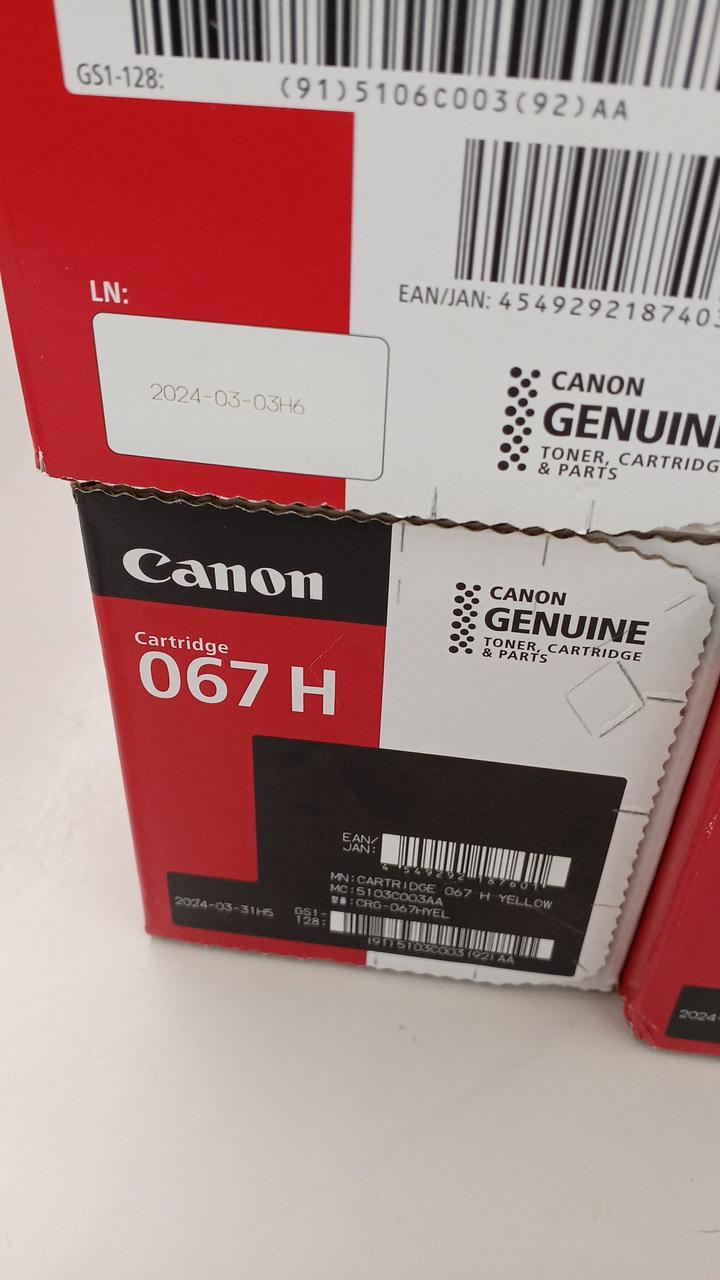 GS1-128:
(91)5106C003(92)AA
LN:
EAN/JAN: 454929218740
2024-03-03H6
CANON
GENUINE
TONER, CARTRIDG
& PARTS
Canon
CANON
GENUINE
TONER, CARTRIDGE
& PARTS
Cartridge
067 H
EAN/
JAN:
MN:CARTRIDGE 067 H YELLOW
MC:5103C003AA
:CRG-067HYEL
2024-03-31H5
GS1-
128:
(91)5103C003(92)AA
2024-